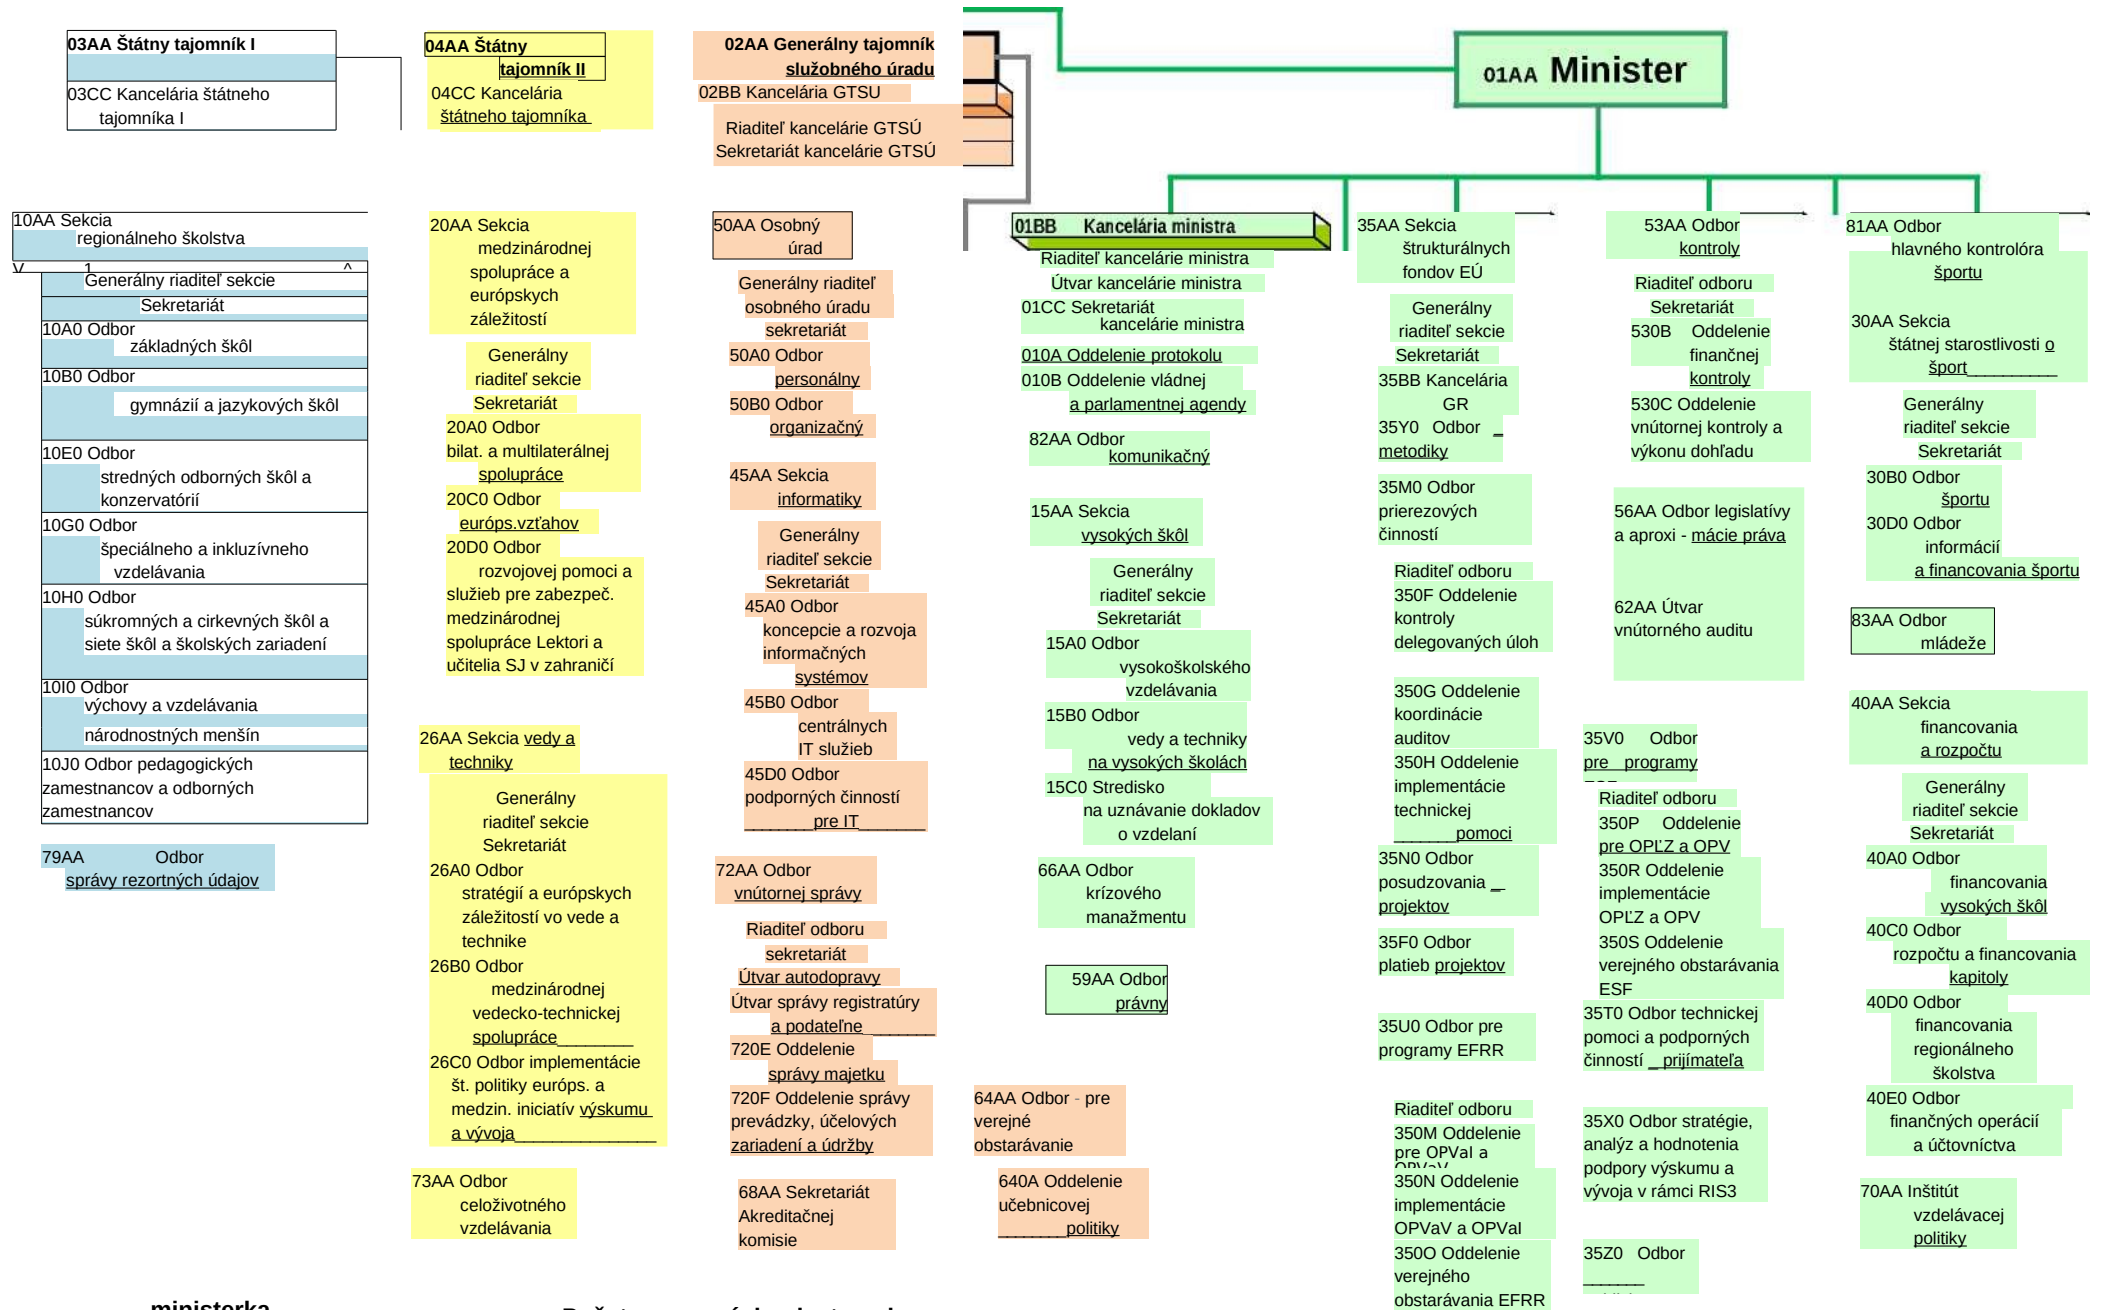 03AA Štátny tajomník I
03CC Kancelária štátneho
tajomníka I
04AA Štátny
tajomník II
04CC Kancelária
štátneho tajomníka
02AA Generálny tajomník
služobného úradu
02BB Kancelária GTSU
Riaditeľ kancelárie GTSÚ
Sekretariát kancelárie GTSÚ
01AA Minister
10AA Sekcia
regionálneho školstva
V 1 ^
Generálny riaditeľ sekcie
Sekretariát
10A0 Odbor
základných škôl
10B0 Odbor
gymnázií a jazykových škôl
10E0 Odbor
stredných odborných škôl a
konzervatórií
10G0 Odbor
špeciálneho a inkluzívneho
vzdelávania
10H0 Odbor
súkromných a cirkevných škôl a
siete škôl a školských zariadení
10I0 Odbor
výchovy a vzdelávania
národnostných menšín
10J0 Odbor pedagogických
zamestnancov a odborných
zamestnancov
79AA Odbor
správy rezortných údajov
20AA Sekcia
medzinárodnej
spolupráce a
európskych
záležitostí
Generálny
riaditeľ sekcie
Sekretariát
20A0 Odbor
bilat. a multilaterálnej
spolupráce
20C0 Odbor
európs.vzťahov
20D0 Odbor
rozvojovej pomoci a
služieb pre zabezpeč.
medzinárodnej
spolupráce Lektori a
učitelia SJ v zahraničí
26AA Sekcia vedy a
techniky
Generálny
riaditeľ sekcie
Sekretariát
26A0 Odbor
stratégií a európskych
záležitostí vo vede a
technike
26B0 Odbor
medzinárodnej
vedecko-technickej
spolupráce________
26C0 Odbor implementácie
št. politiky európs. a
medzin. iniciatív výskumu
a vývoja_______________
73AA Odbor
celoživotného
vzdelávania
50AA Osobný
úrad
Generálny riaditeľ
osobného úradu
sekretariát
50A0 Odbor
personálny
50B0 Odbor
organizačný
45AA Sekcia
informatiky
Generálny
riaditeľ sekcie
Sekretariát
45A0 Odbor
koncepcie a rozvoja
informačných
systémov
45B0 Odbor
centrálnych
IT služieb
45D0 Odbor
podporných činností
_______pre IT_______
72AA Odbor
vnútornej správy
Riaditeľ odboru
sekretariát
Útvar autodopravy
Útvar správy registratúry
a podateľne________
720E Oddelenie
správy majetku
720F Oddelenie správy
prevádzky, účelových
zariadení a údržby
68AA Sekretariát
Akreditačnej
komisie
01BB Kancelária ministra
Riaditeľ kancelárie ministra
Útvar kancelárie ministra
01CC Sekretariát
kancelárie ministra
010A Oddelenie protokolu
010B Oddelenie vládnej
a parlamentnej agendy
82AA Odbor
komunikačný
15AA Sekcia
vysokých škôl
Generálny
riaditeľ sekcie
Sekretariát
15A0 Odbor
vysokoškolského
vzdelávania
15B0 Odbor
vedy a techniky
na vysokých školách
15C0 Stredisko
na uznávanie dokladov
o vzdelaní
66AA Odbor
krízového
manažmentu
59AA Odbor
právny
64AA Odbor - pre
verejné
obstarávanie
640A Oddelenie
učebnicovej
_______politiky
35AA Sekcia
štrukturálnych
fondov EÚ
Generálny
riaditeľ sekcie
Sekretariát
35BB Kancelária
GR
35Y0 Odbor _
metodiky
35M0 Odbor
prierezových
činností
Riaditeľ odboru
350F Oddelenie
kontroly
delegovaných úloh
350G Oddelenie
koordinácie
auditov
350H Oddelenie
implementácie
technickej
_______pomoci
35N0 Odbor
posudzovania _
projektov
35F0 Odbor
platieb projektov
35U0 Odbor pre
programy EFRR
Riaditeľ odboru
350M Oddelenie
pre OPVal a
OPVaV
350N Oddelenie
implementácie
OPVaV a OPVal
350O Oddelenie
verejného
obstarávania EFRR
53AA Odbor
kontroly
Riaditeľ odboru
Sekretariát
530B Oddelenie
finančnej
kontroly
530C Oddelenie
vnútornej kontroly a
výkonu dohľadu
56AA Odbor legislatívy
a aproxi - mácie práva
62AA Útvar
vnútorného auditu
35V0 Odbor
pre programy
Riaditeľ odboru
350P Oddelenie
pre OPĽZ a OPV
350R Oddelenie
implementácie
OPĽZ a OPV
350S Oddelenie
verejného obstarávania
ESF
35T0 Odbor technickej
pomoci a podporných
činností _ prijímateľa
35X0 Odbor stratégie,
analýz a hodnotenia
podpory výskumu a
vývoja v rámci RIS3
35Z0 Odbor
81AA Odbor
hlavného kontrolóra
športu
30AA Sekcia
štátnej starostlivosti o
šport__________
Generálny
riaditeľ sekcie
Sekretariát
30B0 Odbor
športu
30D0 Odbor
informácií
a financovania športu
83AA Odbor
mládeže
40AA Sekcia
financovania
a rozpočtu
Generálny
riaditeľ sekcie
Sekretariát
40A0 Odbor
financovania
vysokých škôl
40C0 Odbor
rozpočtu a financovania
kapitoly
40D0 Odbor
financovania
regionálneho
školstva
40E0 Odbor
finančných operácií
a účtovníctva
70AA Inštitút
vzdelávacej
politiky
ministerka